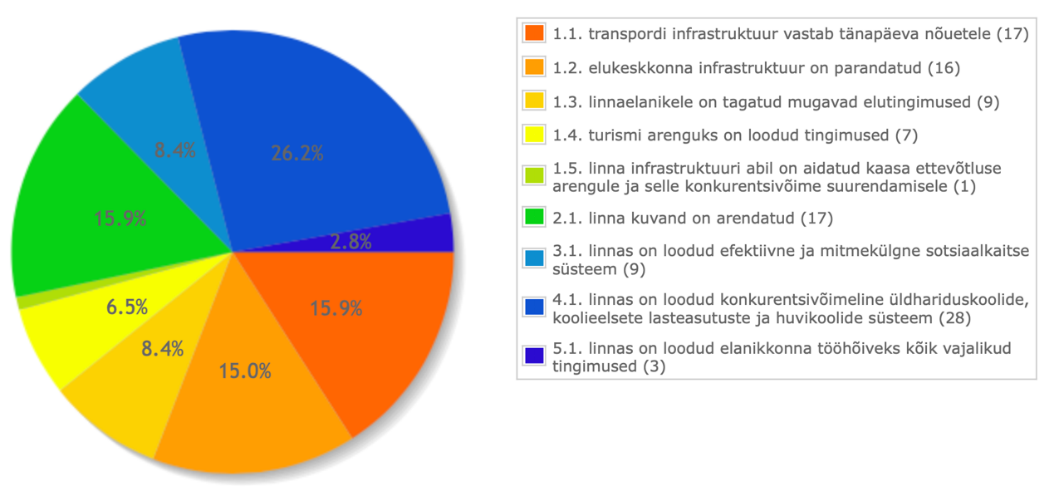 8.4%
26.2%
15.9%
2.8%
6.5%
15.9%
8.4%
15.0%
1.1. transpordi infrastruktuur vastab tänapäeva nõuetele (17)
1.2. elukeskkonna infrastruktuur on parandatud (16)
1.3. linnaelanikele on tagatud mugavad elutingimused (9)
1.4. turismi arenguks on loodud tingimused (7)
1.5. linna infrastruktuuri abil on aidatud kaasa ettevõtluse
arengule ja selle konkurentsivõime suurendamisele (1)
2.1. linna kuvand on arendatud (17)
3.1. linnas on loodud efektiivne ja mitmekülgne sotsiaalkaitse
süsteem (9)
4.1. linnas on loodud konkurentsivõimeline üldhariduskoolide,
koolieelsete lasteasutuste ja huvikoolide süsteem (28)
5.1. linnas on loodud elanikkonna tööhõiveks kõik vajalikud
tingimused (3)